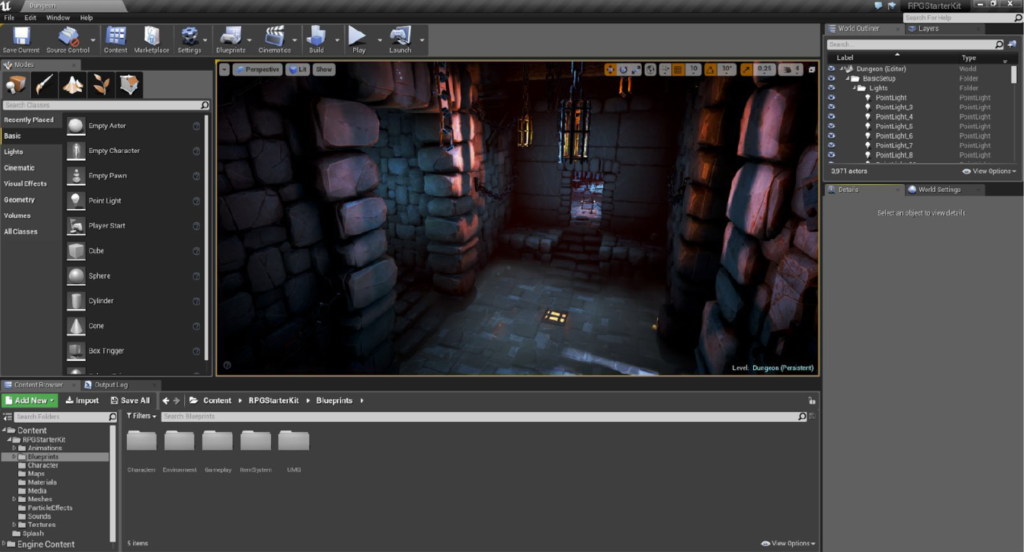 Dungeon
RPGStarterKit
File Edit Window Help
Search For Help
Save Current Source Control Content Marketplace Settings Blueprints Cinematics Build Play Launch
World Outliner Layers
Modes
Search...
Label Type
Search Classes
Recently Placed
Basic
Lights
Cinematic
Visual Effects
Geometry
Volumes
All Classes
Empty Actor
Empty Character
Empty Pawn
Point Light
Player Start
Cube
Sphere
Cylinder
Cone
Box Trigger
Perspective Lit Show
10 10° 0.25 4
Level: Dungeon (Persistent)
Dungeon (Editor) World
BasicSetup Folder
Lights Folder
PointLight PointLight
PointLight_3 PointLight
PointLight_4 PointLight
PointLight_5 PointLight
PointLight_6 PointLight
PointLight_7 PointLight
PointLight_8 PointLight
3,971 actors View Options
Details World Settings
Select an object to view details.
Content Browser Output Log
Add New Import Save All Content RPGStarterKit Blueprints
Search Folders
Filters Search Blueprints
Content
RPGStarterKit
Animations
Blueprints
Character
Maps
Materials
Media
Meshes
ParticleEffects
Sounds
Textures
Splash
Engine Content
Characters Environment Gameplay ItemSystem UMG
5 items View Options